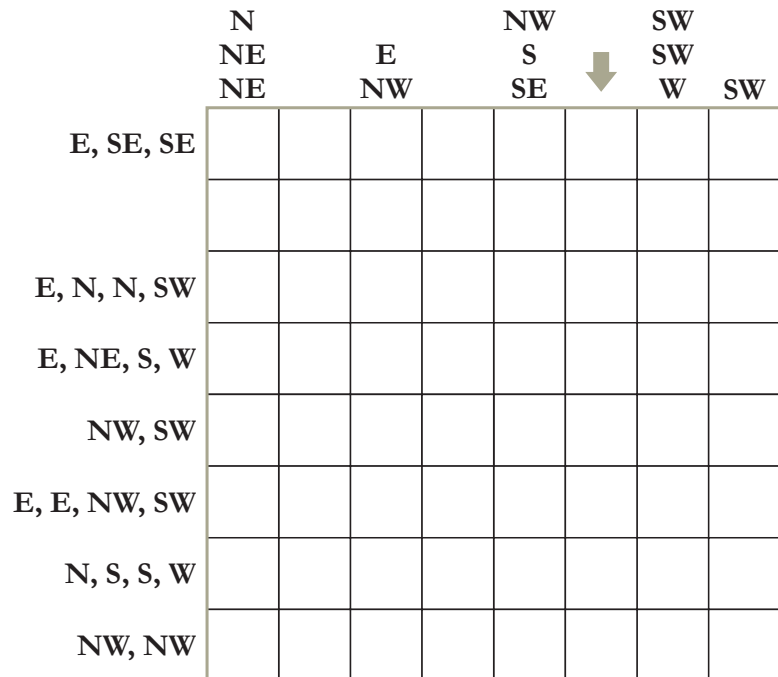 N NW SW
NE E S SW
NE NW SE W SW
E, SE, SE
E, N, N, SW
E, NE, S, W
NW, SW
E, E, NW, SW
N, S, S, W
NW, NW